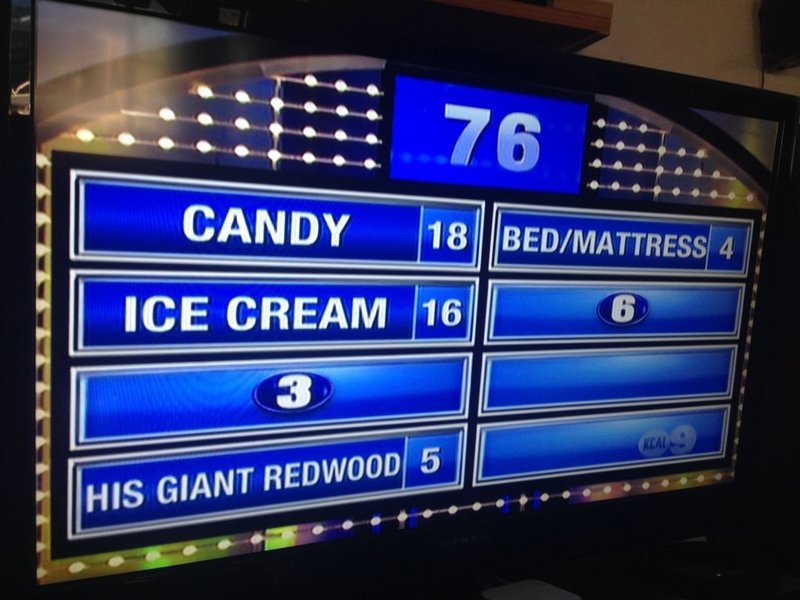 76
CANDY 18
ICE CREAM 16
3
HIS GIANT REDWOOD 5
BED/MATTRESS 4
6
KCAL 9